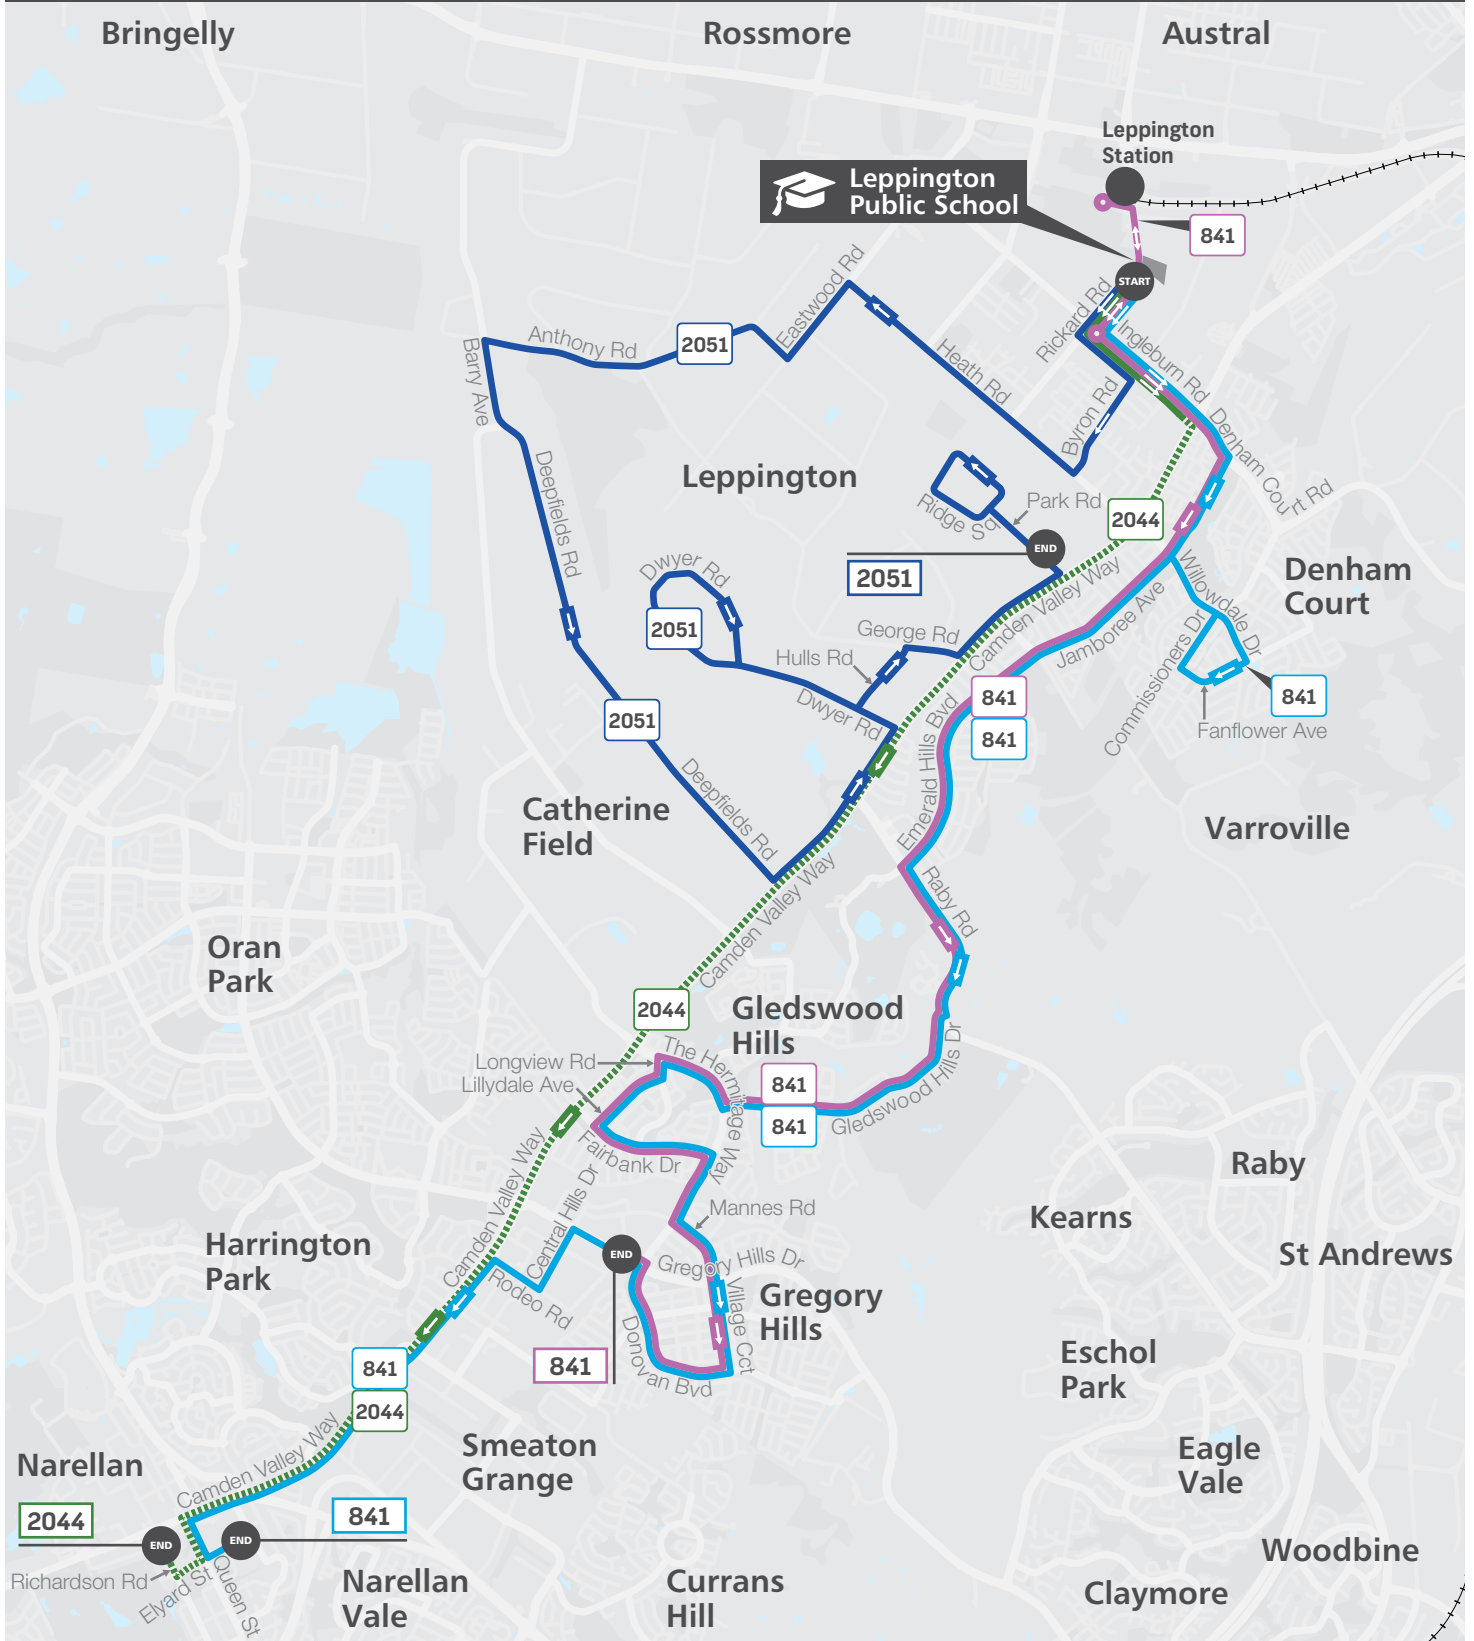 Bringelly
Rossmore
Austral
Leppington
Station
Leppington
Public School
841
START
Rickard Rd
Ingleburn Rd
Eastwood Rd
Anthony Rd
2051
Barry Ave
Heath Rd
Byron Rd
Denham Court Rd
Deepfields Rd
Leppington
Ridge Sq
Park Rd
2044
END
2051
Camden Valley Way
Denham
Court
Willowdale Dr
Jamboree Ave
Commissioners Dr
Dwyer Rd
2051
George Rd
Hulls Rd
Dwyer Rd
841
841
841
Fanflower Ave
2051
Emerald Hills Bvd
Deepfields Rd
Catherine
Field
Varroville
Raby Rd
Camden Valley Way
Oran
Park
2044
Gledswood
Hills
Longview Rd
Lillydale Ave
The Hermitage Way
841
841
Gledswood Hills Dr
Fairbank Dr
Camden Valley Way
Central Hills Dr
Raby
Mannes Rd
Kearns
St Andrews
Harrington
Park
END
Gregory Hills Dr
Rodeo Rd
Village Cct
Gregory
Hills
Donovan Bvd
841
841
2044
Eschol
Park
Camden Valley Way
Smeaton
Grange
Eagle
Vale
Narellan
2044
841
END
END
Richardson Rd
Elyard St
Queen St
Narellan
Vale
Currans
Hill
Woodbine
Claymore